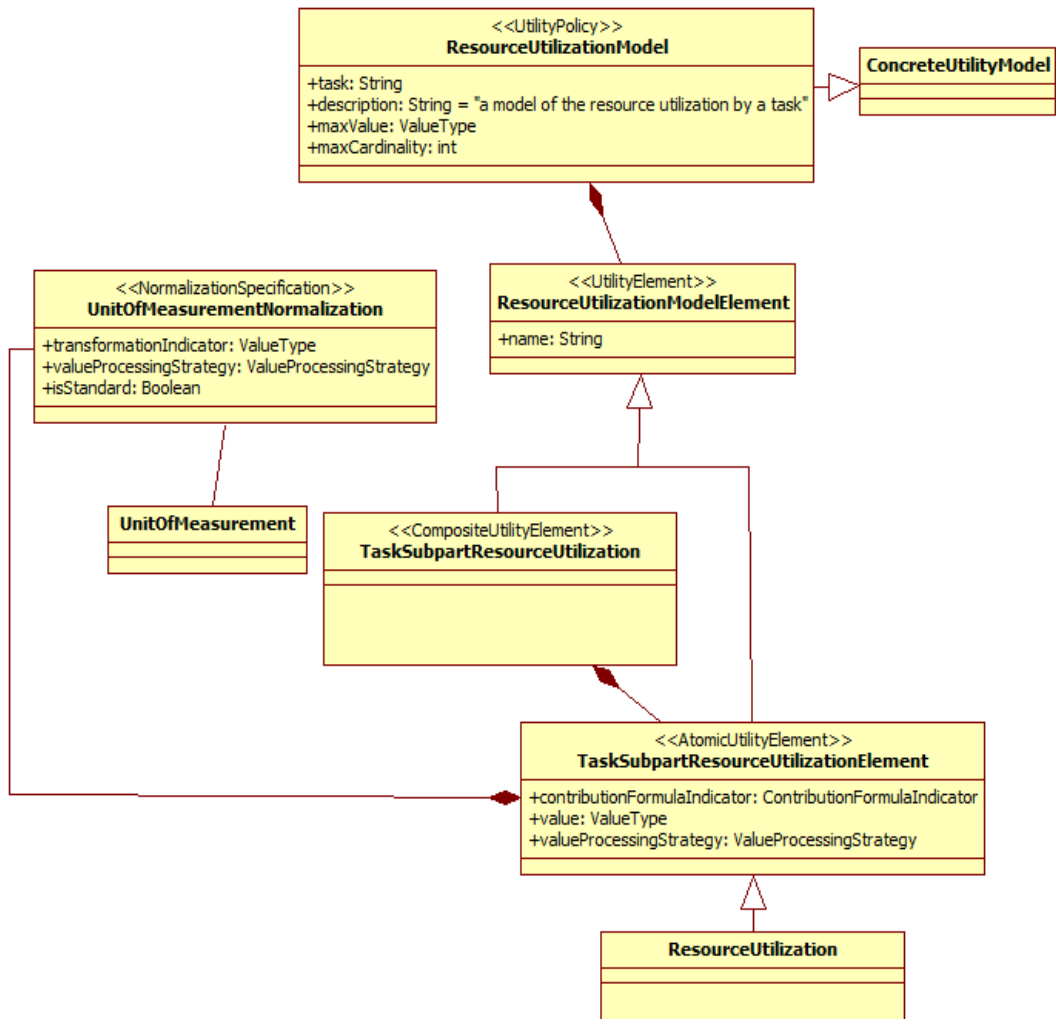 <<UtilityPolicy>>
ResourceUtilizationModel
+task: String
+description: String = "a model of the resource utilization by a task"
+maxValue: ValueType
+maxCardinality: int
ConcreteUtilityModel
<<NormalizationSpecification>>
UnitOfMeasurementNormalization
+transformationIndicator: ValueType
+valueProcessingStrategy: ValueProcessingStrategy
+isStandard: Boolean
<<UtilityElement>>
ResourceUtilizationModelElement
+name: String
UnitOfMeasurement
<<CompositeUtilityElement>>
TaskSubpartResourceUtilization
<<AtomicUtilityElement>>
TaskSubpartResourceUtilizationElement
+contributionFormulaIndicator: ContributionFormulaIndicator
+value: ValueType
+valueProcessingStrategy: ValueProcessingStrategy
ResourceUtilization